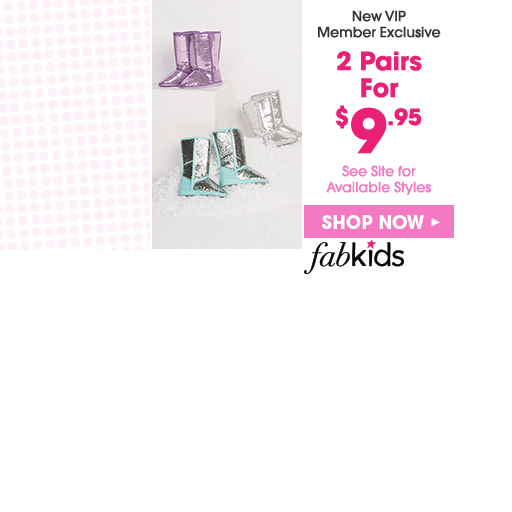 New VIP
Member Exclusive
2 Pairs
For
$9.95
See Site for
Available Styles
SHOP NOW ▸
fabkids